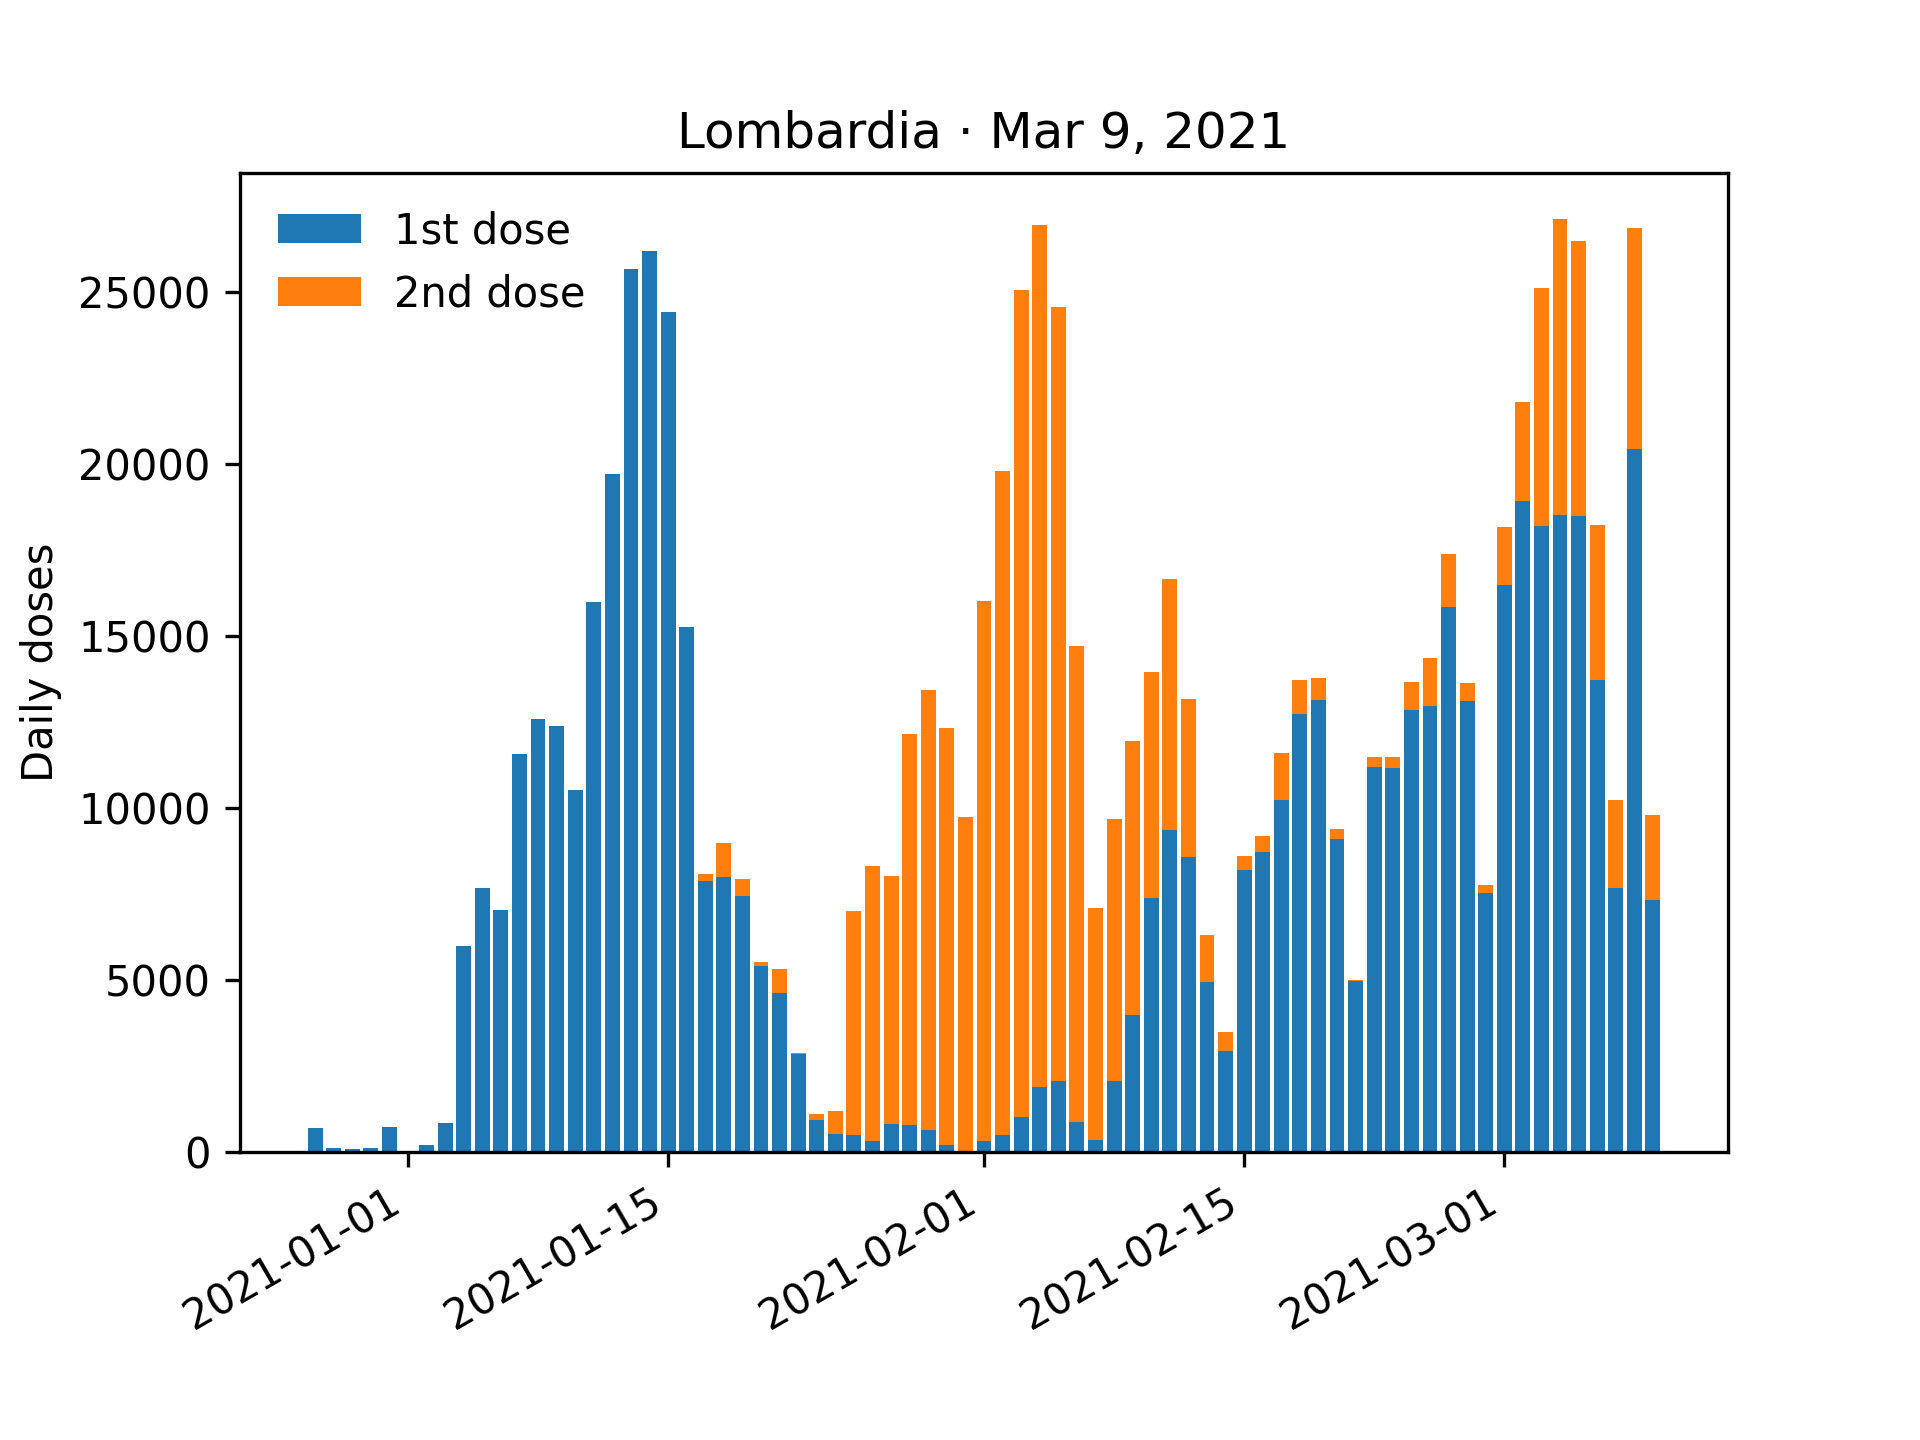 Lombardia · Mar 9, 2021
1st dose
2nd dose
Daily doses
25000
20000
15000
10000
5000
0
2021-01-01
2021-01-15
2021-02-01
2021-02-15
2021-03-01